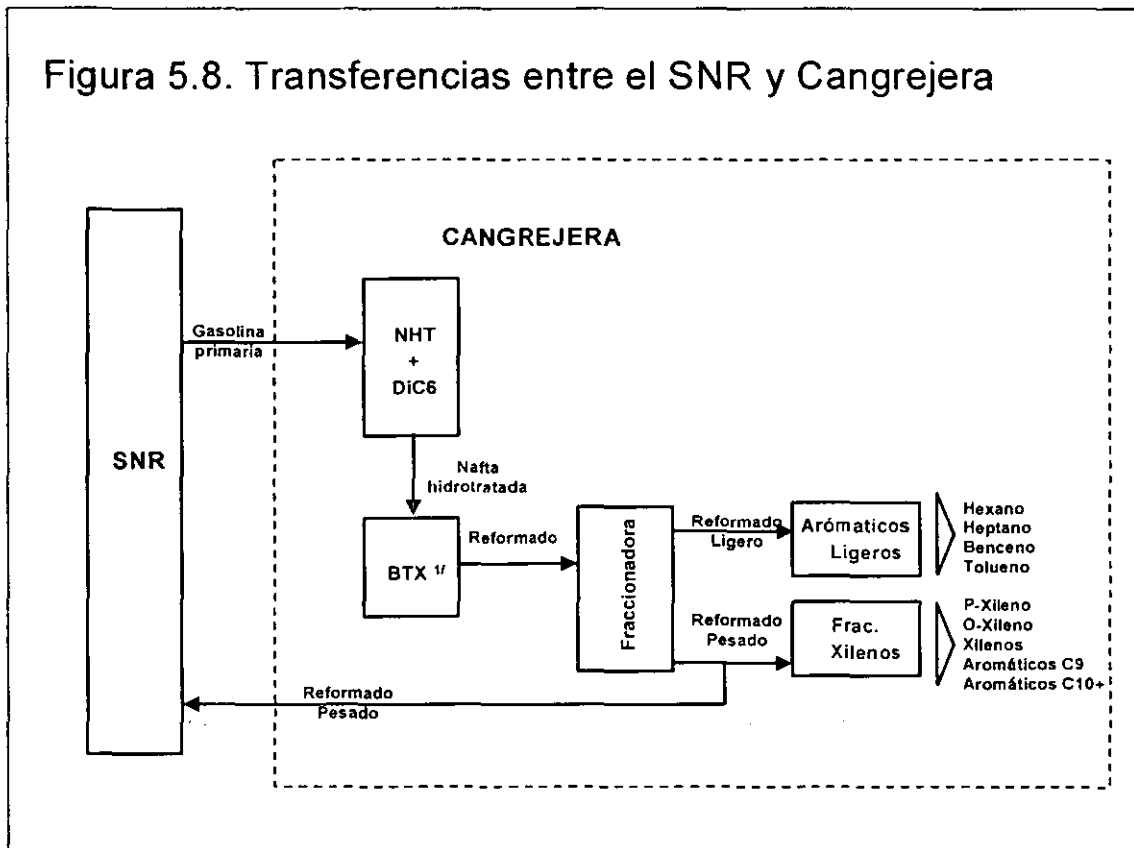 Figura 5.8. Transferencias entre el SNR y Cangrejera
CANGREJERA
SNR
Gasolina
primaria
NHT
+
DiC6
Nafta
hidrotratada
BTX 1/
Reformado
Fraccionadora
Reformado
Ligero
Arómaticos
Ligeros
Hexano
Heptano
Benceno
Tolueno
Reformado
Pesado
Frac.
Xilenos
P-Xileno
O-Xileno
Xilenos
Aromáticos C9
Aromáticos C10+
Reformado
Pesado